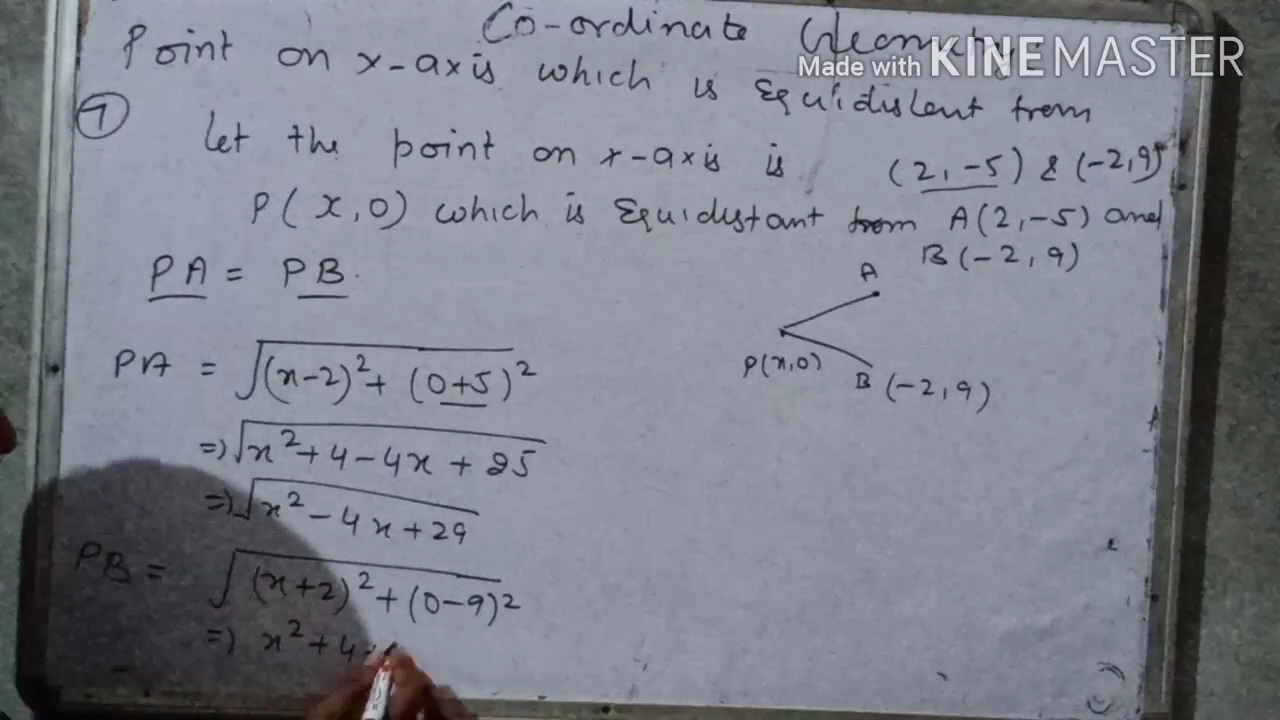 Co-ordinate Geometry
Made with KINEMASTER
Point on x-axis which is Equidistent from
(2, -5) & (-2, 9)
7
Let the point on x-axis is
P(x, 0) which is Equidistant from A(2, -5) and
B(-2, 9)
PA = PB.
A
P(x, 0)
B (-2, 9)
PA = √(x-2)² + (0+5)²
=> √x² + 4 - 4x + 25
=> √x² - 4x + 29
PB = √(x+2)² + (0-9)²
=> x² + 4